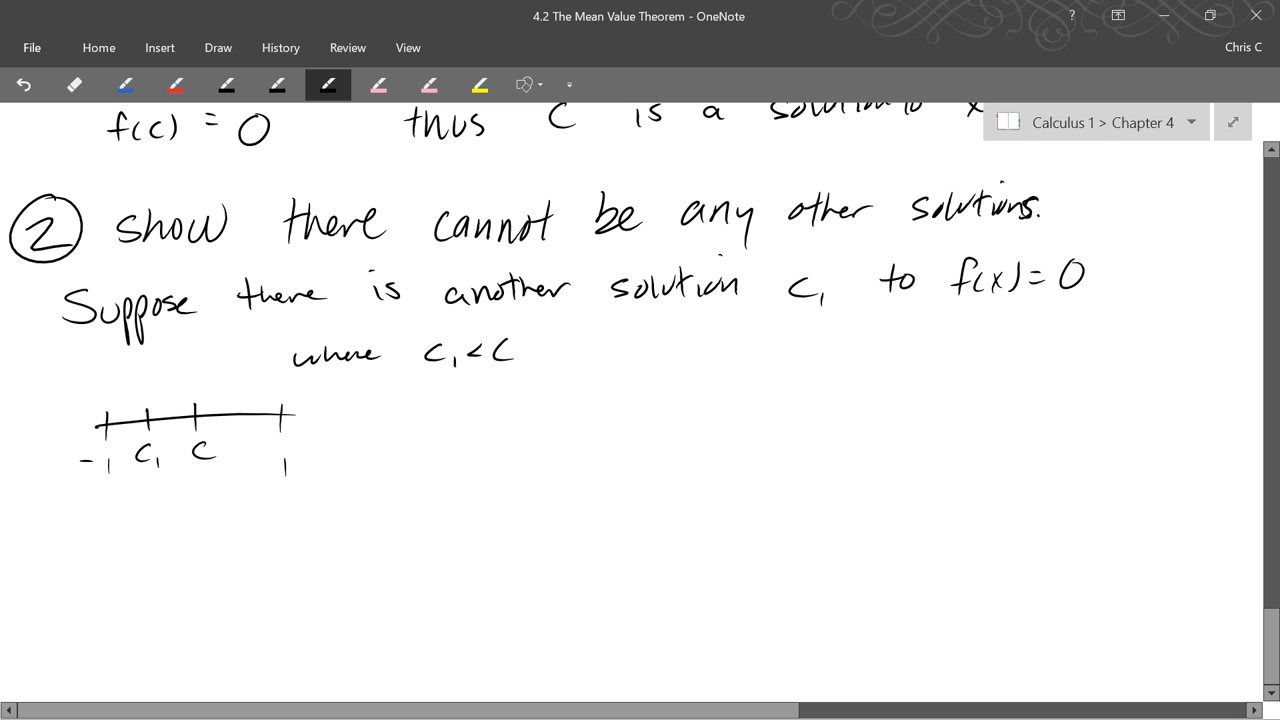 4.2 The Mean Value Theorem - OneNote
?
File Home Insert Draw History Review View
Chris C
f(c) = 0 thus C is a solution to x
Calculus 1 > Chapter 4
② show there cannot be any other solutions.
Suppose there is another solution C₁ to f(x)=0
where C₁ < C
-1 C₁ C 1